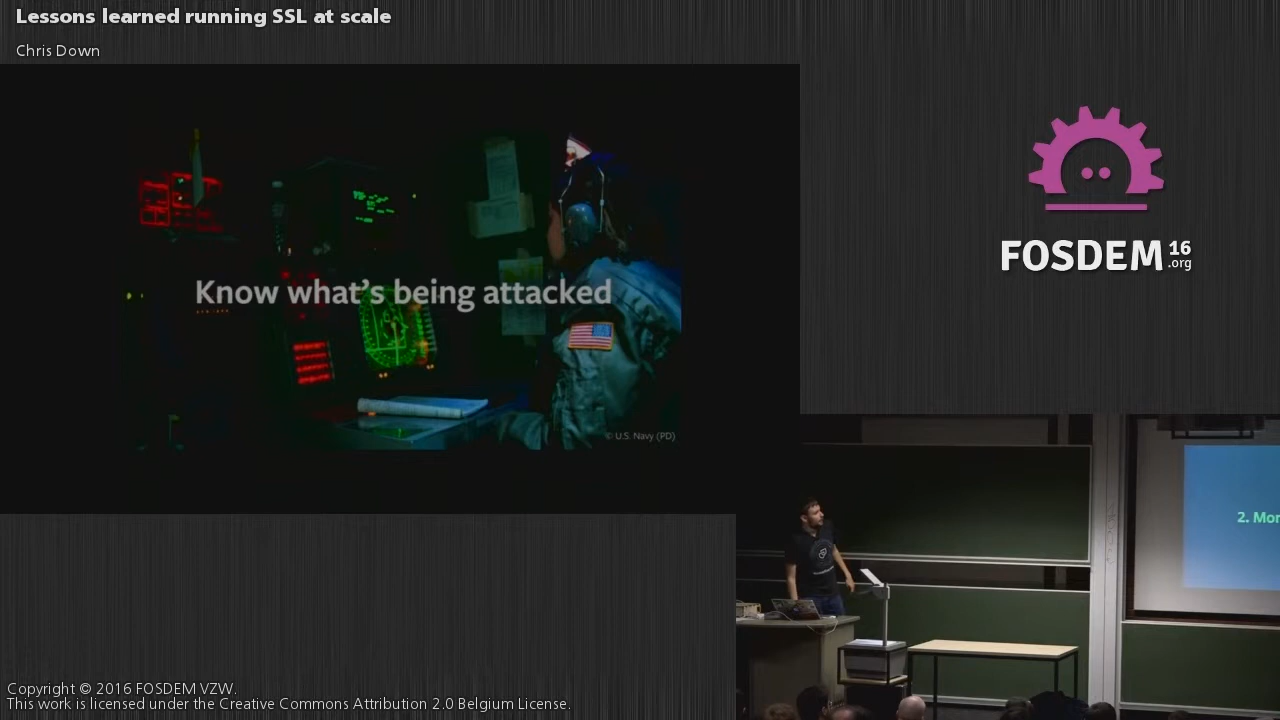 Lessons learned running SSL at scale
Chris Down
Know what's being attacked
© U.S. Navy (PD)
FOSDEM 16
.org
2. Mor
Copyright © 2016 FOSDEM VZW.
This work is licensed under the Creative Commons Attribution 2.0 Belgium License.